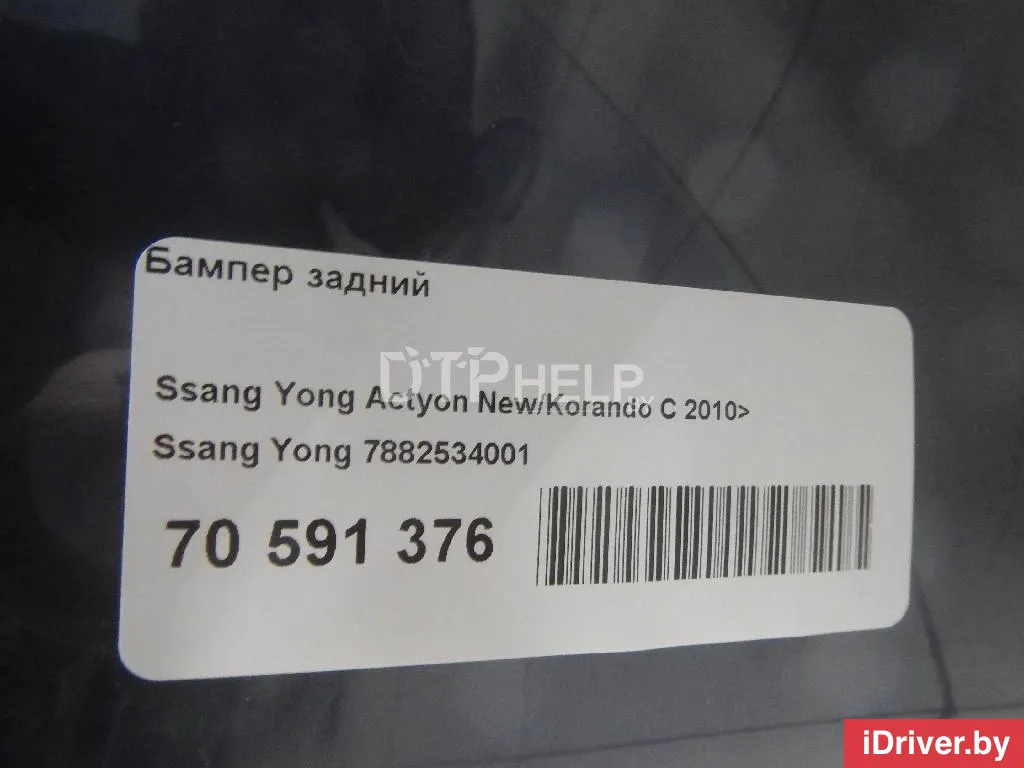 Бампер задний
DTPHELP
Ssang Yong Actyon New/Korando C 2010>
Ssang Yong 7882534001
70 591 376
iDriver.by